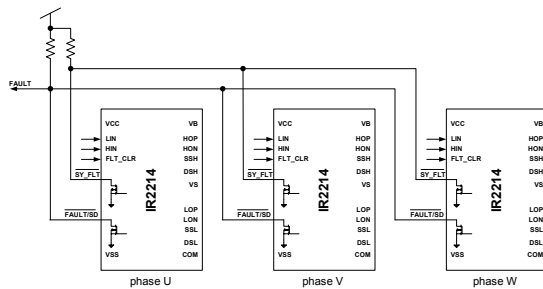 FAULT
VCC
LIN
HIN
FLT_CLR
SY_FLT
FAULT/SD
VSS
IR2214
VB
HOP
HON
SSH
DSH
VS
LOP
LON
SSL
DSL
COM
phase U
VCC
LIN
HIN
FLT_CLR
SY_FLT
FAULT/SD
VSS
IR2214
VB
HOP
HON
SSH
DSH
VS
LOP
LON
SSL
DSL
COM
phase V
VCC
LIN
HIN
FLT_CLR
SY_FLT
FAULT/SD
VSS
IR2214
VB
HOP
HON
SSH
DSH
VS
LOP
LON
SSL
DSL
COM
phase W